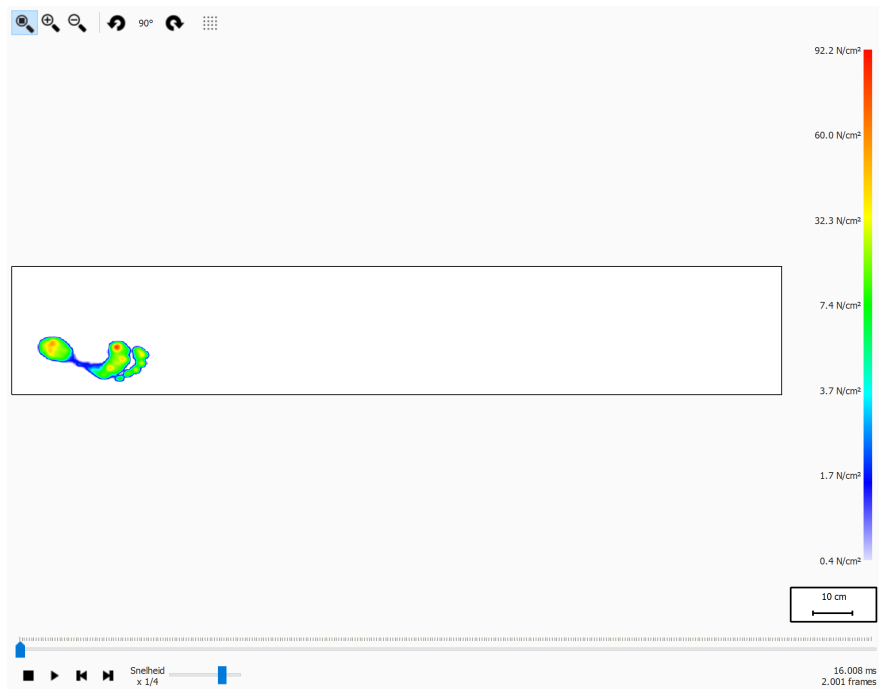 90°
92.2 N/cm²
60.0 N/cm²
32.3 N/cm²
7.4 N/cm²
3.7 N/cm²
1.7 N/cm²
0.4 N/cm²
10 cm
Snelheid
x 1/4
16.008 ms
2.001 frames